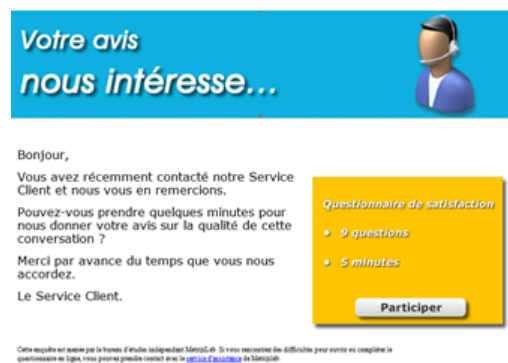 Votre avis
nous intéresse...
Bonjour,
Vous avez récemment contacté notre Service
Client et nous vous en remercions.
Pouvez-vous prendre quelques minutes pour
nous donner votre avis sur la qualité de cette
conversation ?
Merci par avance du temps que vous nous
accordez.
Le Service Client.
Questionnaire de satisfaction
• 9 questions
• 5 minutes
Participer
Cette enquête est menée par le bureau d'études indépendant MetrixLab. Si vous rencontrez des difficultés pour ouvrir ou compléter le
questionnaire en ligne, vous pouvez prendre contact avec le service d'assistance de Metrixlab.